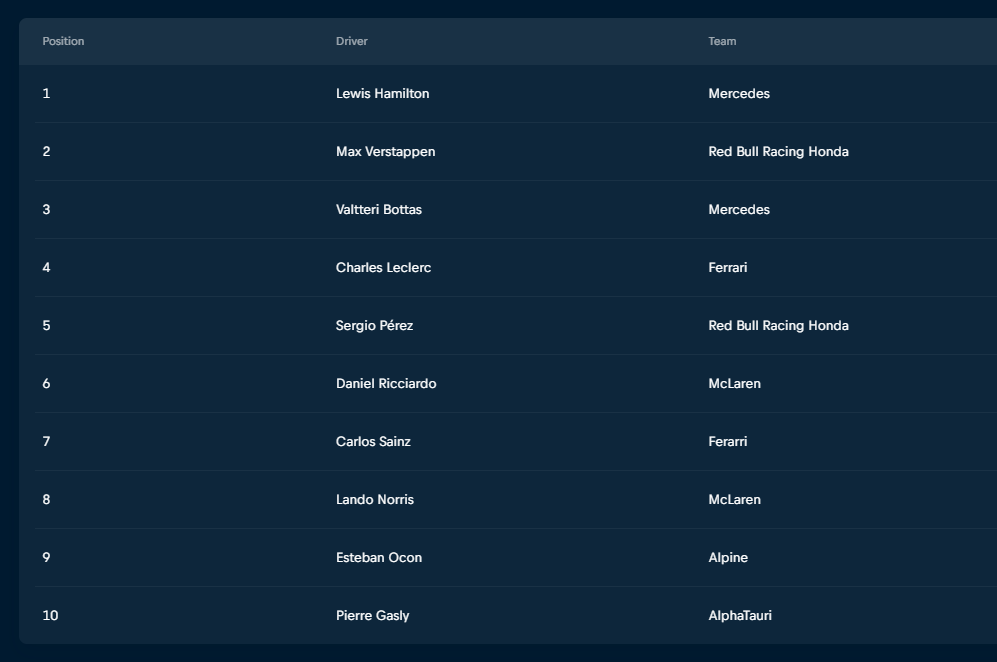 Position Driver Team
1 Lewis Hamilton Mercedes
2 Max Verstappen Red Bull Racing Honda
3 Valtteri Bottas Mercedes
4 Charles Leclerc Ferrari
5 Sergio Pérez Red Bull Racing Honda
6 Daniel Ricciardo McLaren
7 Carlos Sainz Ferarri
8 Lando Norris McLaren
9 Esteban Ocon Alpine
10 Pierre Gasly AlphaTauri